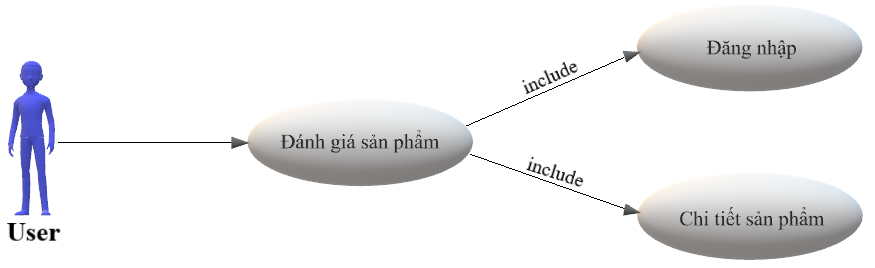 Đăng nhập
include
Đánh giá sản phẩm
include
User
Chi tiết sản phẩm